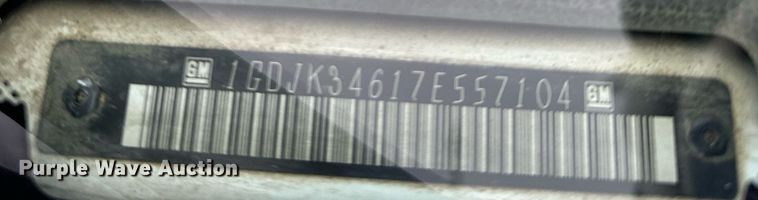 GM 1GDJK34617E557104 GM
Purple Wave Auction